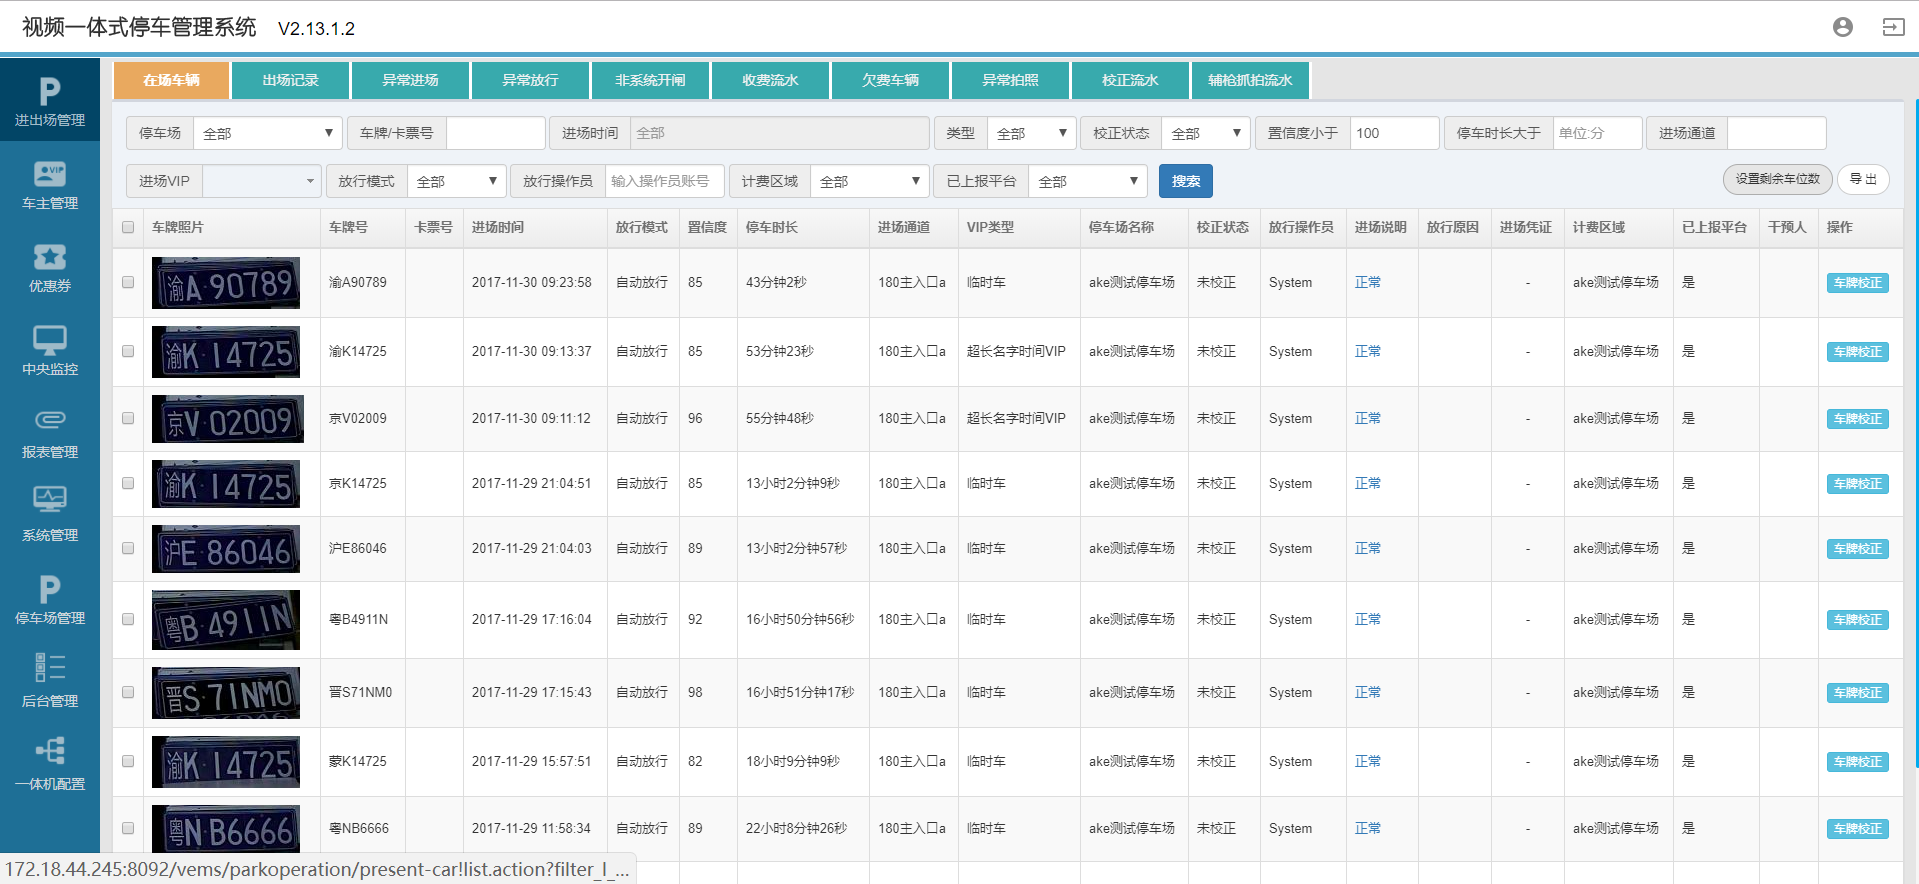 视频一体式停车管理系统 V2.13.1.2
进出场管理
车主管理
优惠券
中央监控
报表管理
系统管理
停车场管理
后台管理
一体机配置
在场车辆 出场记录 异常进场 异常放行 非系统开闸 收费流水 欠费车辆 异常拍照 校正流水 辅枪抓拍流水
停车场 全部 车牌/卡票号 进场时间 全部 类型 全部 校正状态 全部 置信度小于 100 停车时长大于 单位:分 进场通道
进场VIP 放行模式 全部 放行操作员 输入操作员账号 计费区域 全部 已上报平台 全部 搜索 设置剩余车位数 导 出
车牌照片 车牌号 卡票号 进场时间 放行模式 置信度 停车时长 进场通道 VIP类型 停车场名称 校正状态 放行操作员 进场说明 放行原因 进场凭证 计费区域 已上报平台 干预人 操作
渝A·90789 渝A90789 2017-11-30 09:23:58 自动放行 85 43分钟2秒 180主入口a 临时车 ake测试停车场 未校正 System 正常 - ake测试停车场 是 车牌校正
渝K·14725 渝K14725 2017-11-30 09:13:37 自动放行 85 53分钟23秒 180主入口a 超长名字时间VIP ake测试停车场 未校正 System 正常 - ake测试停车场 是 车牌校正
京V·02009 京V02009 2017-11-30 09:11:12 自动放行 96 55分钟48秒 180主入口a 超长名字时间VIP ake测试停车场 未校正 System 正常 - ake测试停车场 是 车牌校正
渝K·14725 京K14725 2017-11-29 21:04:51 自动放行 85 13小时2分钟9秒 180主入口a 临时车 ake测试停车场 未校正 System 正常 - ake测试停车场 是 车牌校正
沪E·86046 沪E86046 2017-11-29 21:04:03 自动放行 89 13小时2分钟57秒 180主入口a 临时车 ake测试停车场 未校正 System 正常 - ake测试停车场 是 车牌校正
粤B·4911N 粤B4911N 2017-11-29 17:16:04 自动放行 92 16小时50分钟56秒 180主入口a 临时车 ake测试停车场 未校正 System 正常 - ake测试停车场 是 车牌校正
晋S·71NM0 晋S71NM0 2017-11-29 17:15:43 自动放行 98 16小时51分钟17秒 180主入口a 临时车 ake测试停车场 未校正 System 正常 - ake测试停车场 是 车牌校正
渝K·14725 蒙K14725 2017-11-29 15:57:51 自动放行 82 18小时9分钟9秒 180主入口a 临时车 ake测试停车场 未校正 System 正常 - ake测试停车场 是 车牌校正
粤N·B6666 粤NB6666 2017-11-29 11:58:34 自动放行 89 22小时8分钟26秒 180主入口a 临时车 ake测试停车场 未校正 System 正常 - ake测试停车场 是 车牌校正
172.18.44.245:8092/vems/parkoperation/present-car!list.action?filter_I_...